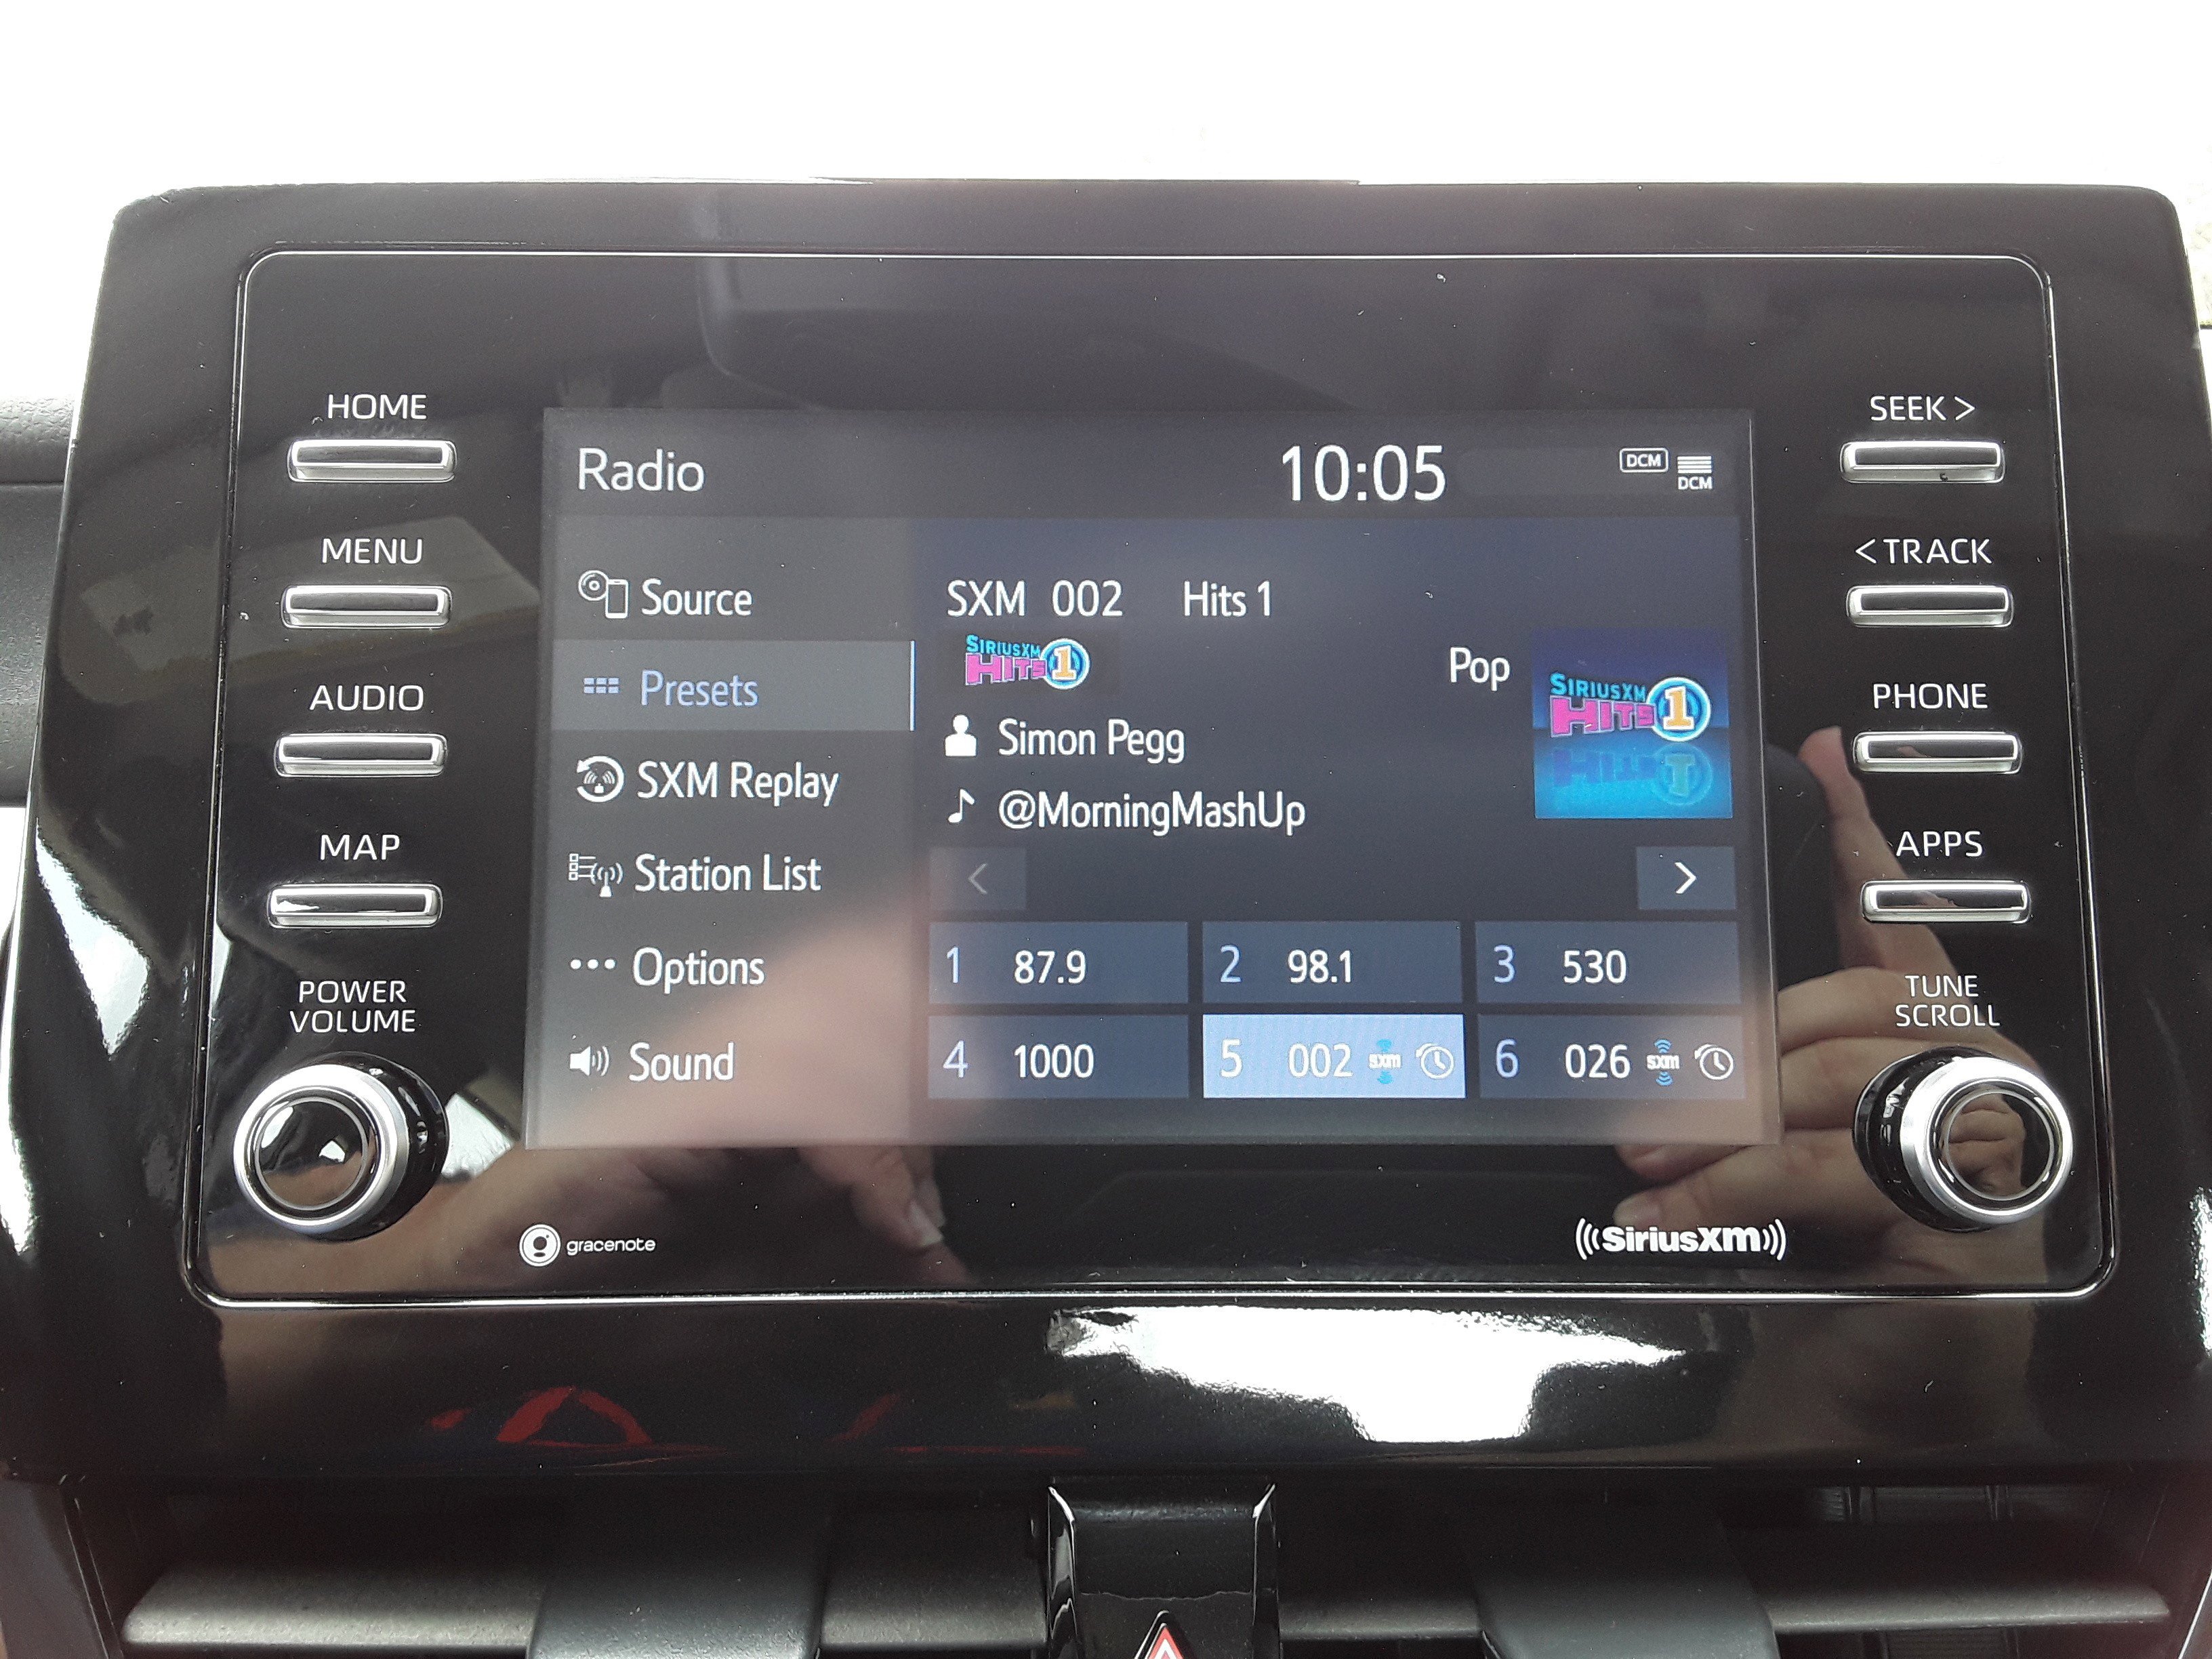 HOME
MENU
AUDIO
MAP
POWER
VOLUME
Radio
10:05
DCM
DCM
Source
Presets
SXM Replay
Station List
Options
Sound
SXM 002 Hits 1
SIRIUSXM
HITS 1
Pop
SIRIUSXM
HITS 1
Simon Pegg
@MorningMashUp
<
>
1 87.9
2 98.1
3 530
4 1000
5 002 sxm
6 026 sxm
SEEK >
< TRACK
PHONE
APPS
TUNE
SCROLL
g gracenote
(((SiriusXM)))